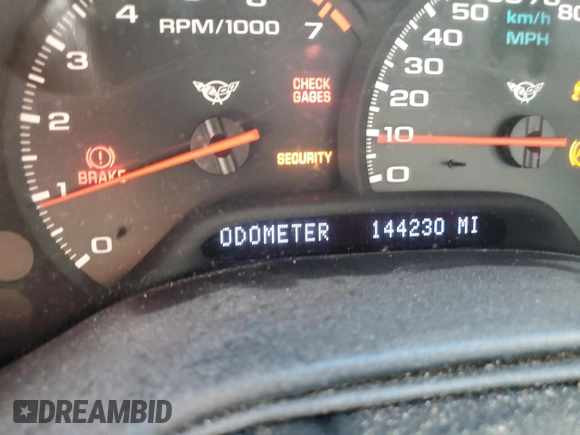 0
1
2
3
4
7
RPM/1000
CHECK
GAGES
BRAKE
SECURITY
0
10
20
30
40
50
80
km/h
MPH
ODOMETER 144230 MI
DREAMBID